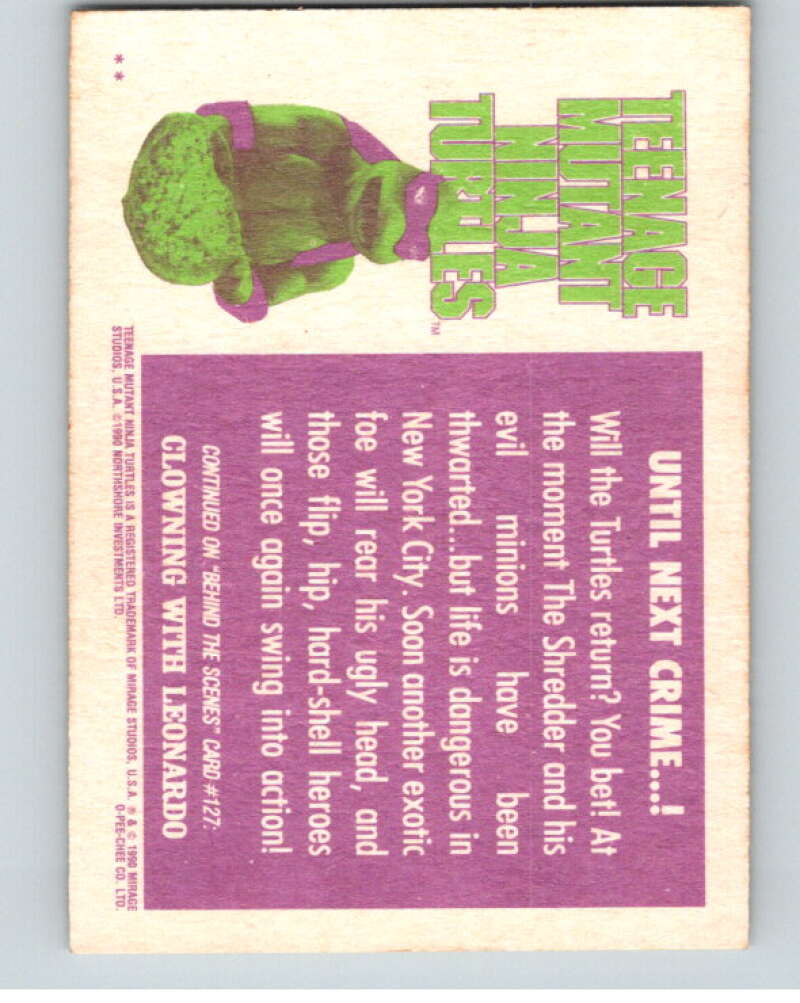 TEENAGE
MUTANT
NINJA
TURTLES™
UNTIL NEXT CRIME...!
Will the Turtles return? You bet! At
the moment The Shredder and his
evil minions have been
thwarted...but life is dangerous in
New York City. Soon another exotic
foe will rear his ugly head, and
those flip, hip, hard-shell heroes
will once again swing into action!
CONTINUED ON "BEHIND THE SCENES" CARD #127:
CLOWNING WITH LEONARDO
TEENAGE MUTANT NINJA TURTLES IS A REGISTERED TRADEMARK OF MIRAGE STUDIOS, U.S.A. ® & © 1990 MIRAGE
STUDIOS, U.S.A. ©1990 NORTHSHORE INVESTMENTS LTD. O-PEE-CHEE CO. LTD.
**